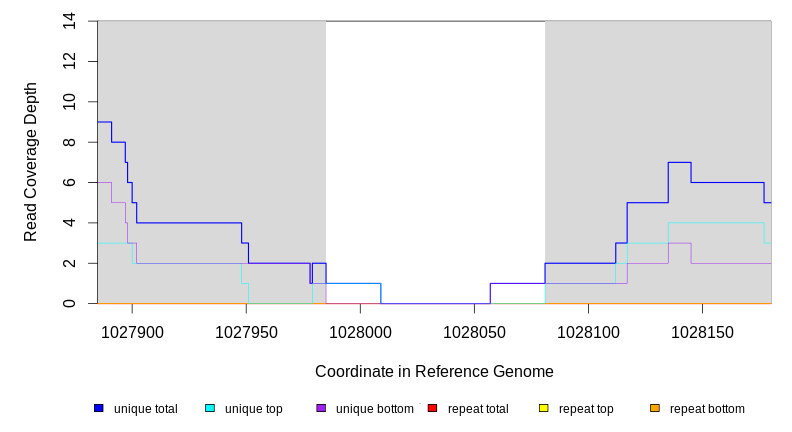 Read Coverage Depth
14
12
10
8
6
4
2
0
1027900 1027950 1028000 1028050 1028100 1028150
Coordinate in Reference Genome
unique total unique top unique bottom repeat total repeat top repeat bottom